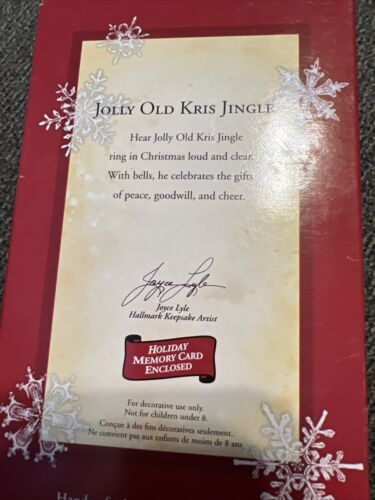 Jolly Old Kris Jingle
Hear Jolly Old Kris Jingle
ring in Christmas loud and clear.
With bells, he celebrates the gifts
of peace, goodwill, and cheer.
Joyce Lyle
Joyce Lyle
Hallmark Keepsake Artist
Holiday
Memory Card
Enclosed
For decorative use only.
Not for children under 8.
Conçue à des fins décoratives seulement.
Ne convient pas aux enfants de moins de 8 ans.